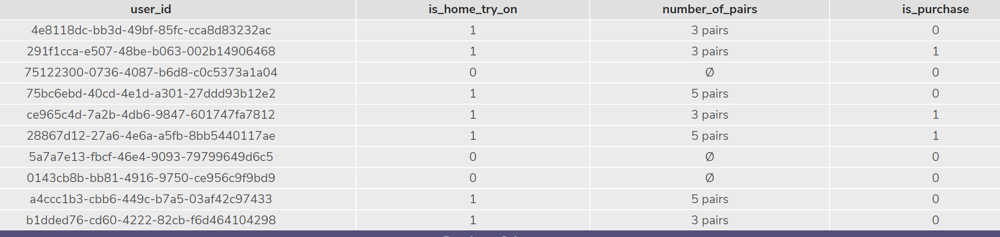 user_id is_home_try_on number_of_pairs is_purchase
4e8118dc-bb3d-49bf-85fc-cca8d83232ac 1 3 pairs 0
291f1cca-e507-48be-b063-002b14906468 1 3 pairs 1
75122300-0736-4087-b6d8-c0c5373a1a04 0 Ø 0
75bc6ebd-40cd-4e1d-a301-27ddd93b12e2 1 5 pairs 0
ce965c4d-7a2b-4db6-9847-601747fa7812 1 3 pairs 1
28867d12-27a6-4e6a-a5fb-8bb5440117ae 1 5 pairs 1
5a7a7e13-fbcf-46e4-9093-79799649d6c5 0 Ø 0
0143cb8b-bb81-4916-9750-ce956c9f9bd9 0 Ø 0
a4ccc1b3-cbb6-449c-b7a5-03af42c97433 1 5 pairs 0
b1dded76-cd60-4222-82cb-f6d464104298 1 3 pairs 0